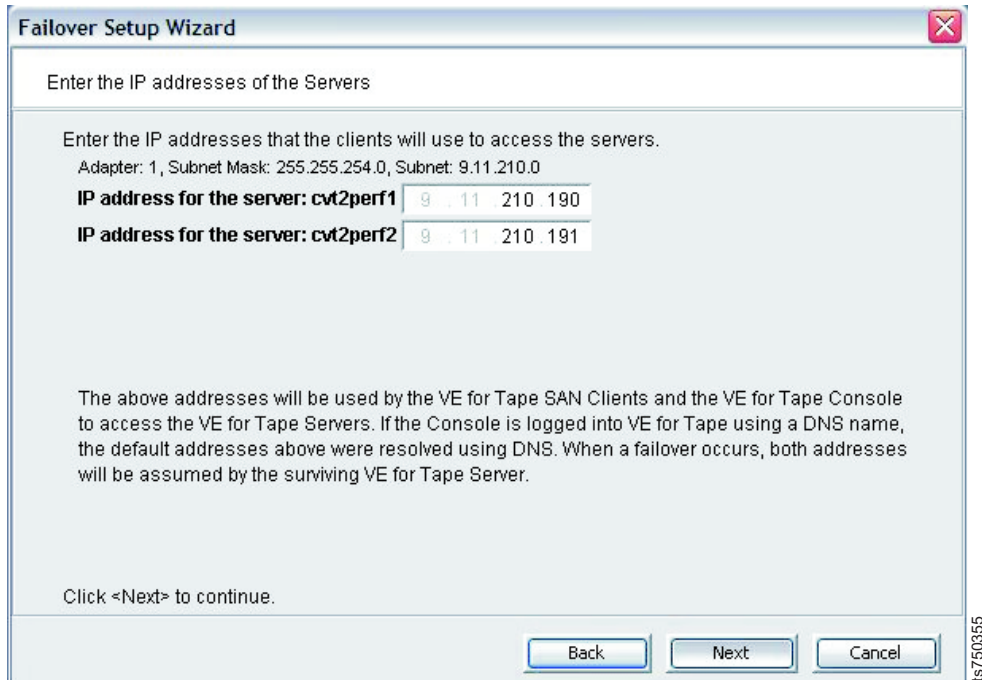 Failover Setup Wizard
Enter the IP addresses of the Servers
Enter the IP addresses that the clients will use to access the servers.
Adapter: 1, Subnet Mask: 255.255.254.0, Subnet: 9.11.210.0
IP address for the server: cvt2perf1 9 . 11 . 210 . 190
IP address for the server: cvt2perf2 9 . 11 . 210 . 191
The above addresses will be used by the VE for Tape SAN Clients and the VE for Tape Console
to access the VE for Tape Servers. If the Console is logged into VE for Tape using a DNS name,
the default addresses above were resolved using DNS. When a failover occurs, both addresses
will be assumed by the surviving VE for Tape Server.
Click <Next> to continue.
Back Next Cancel
ts750355